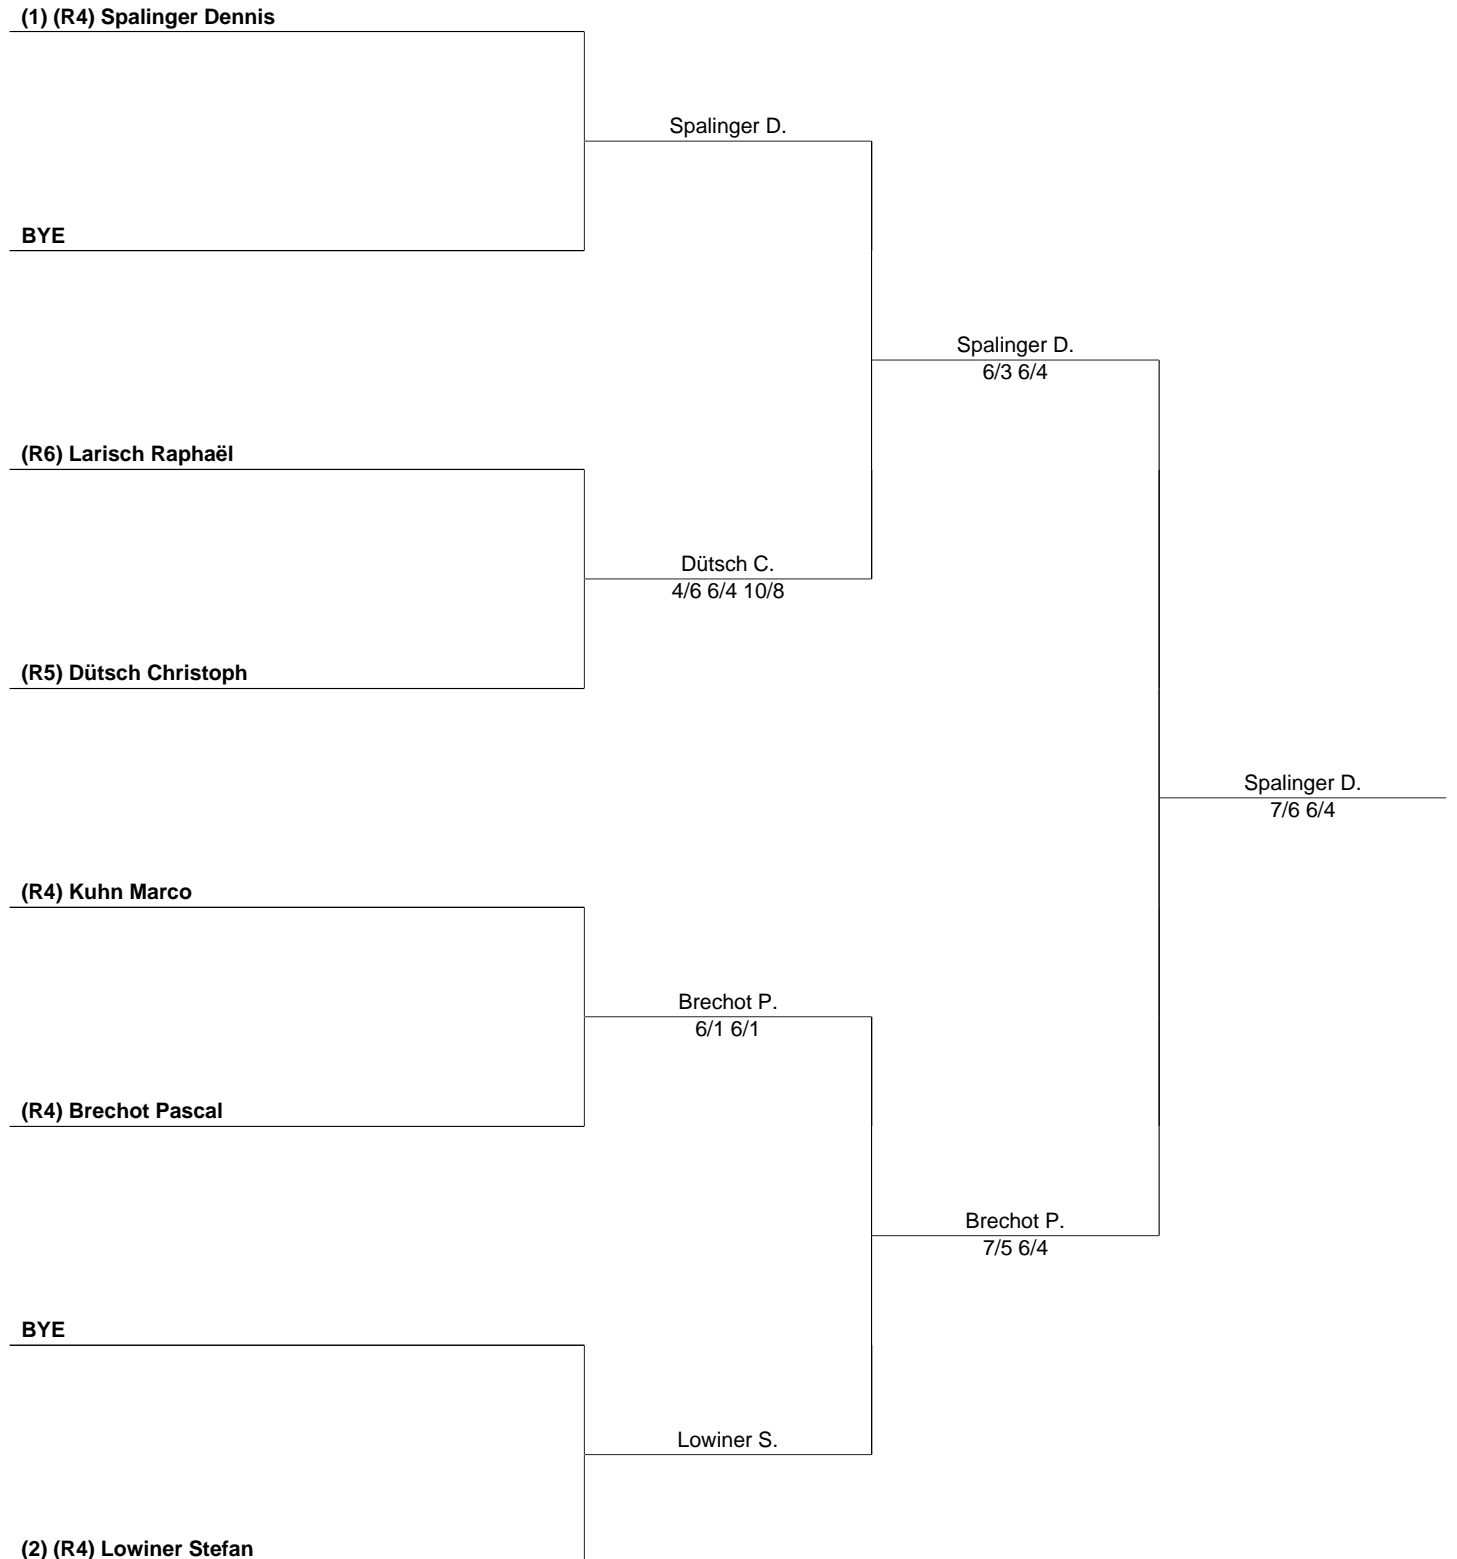 (1) (R4) Spalinger Dennis
Spalinger D.
BYE
Spalinger D.
6/3 6/4
(R6) Larisch Raphaël
Dütsch C.
4/6 6/4 10/8
(R5) Dütsch Christoph
Spalinger D.
7/6 6/4
(R4) Kuhn Marco
Brechot P.
6/1 6/1
(R4) Brechot Pascal
Brechot P.
7/5 6/4
BYE
Lowiner S.
(2) (R4) Lowiner Stefan